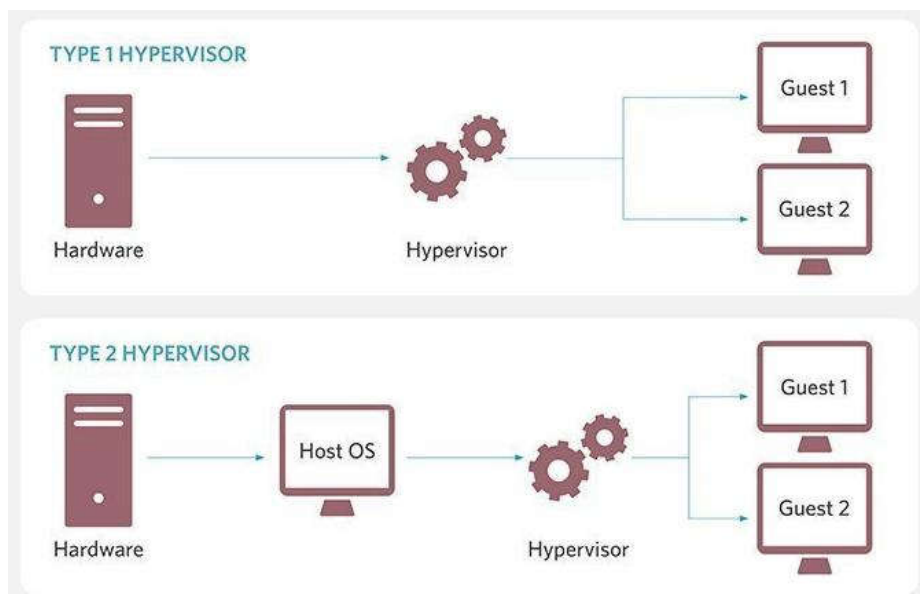 TYPE 1 HYPERVISOR
Guest 1
Guest 2
Hardware
Hypervisor
TYPE 2 HYPERVISOR
Guest 1
Host OS
Guest 2
Hardware
Hypervisor